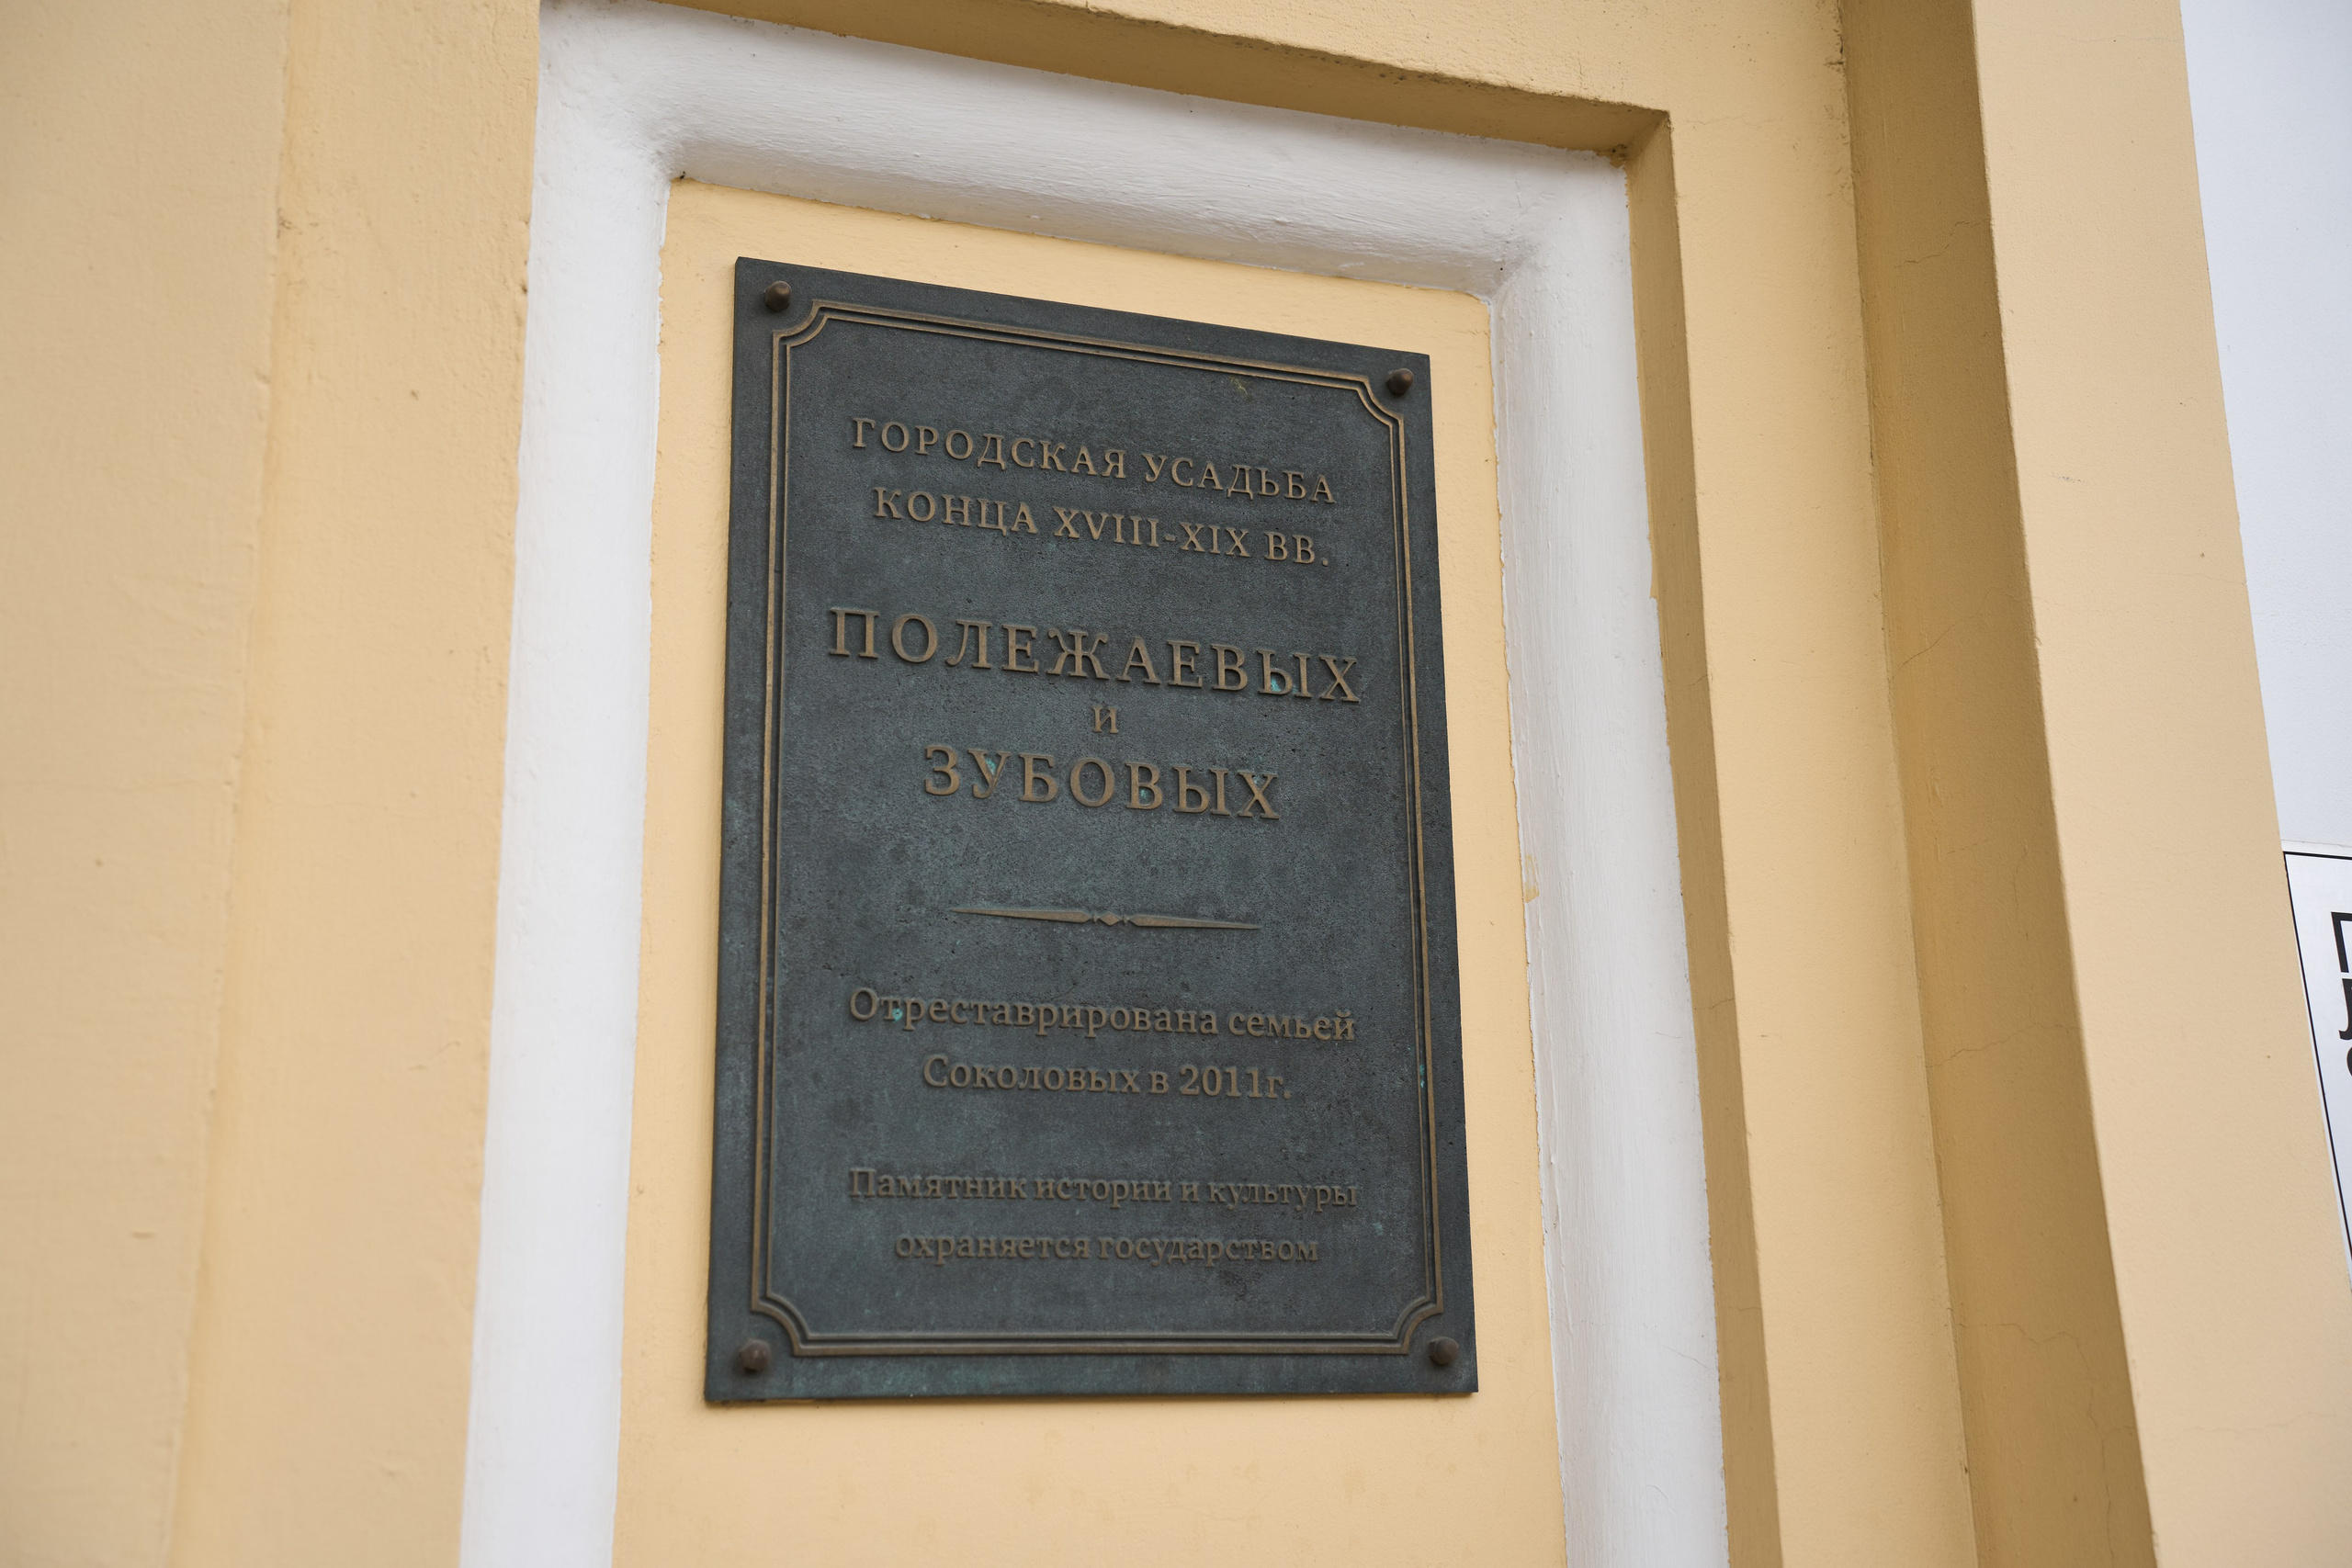 ГОРОДСКАЯ УСАДЬБА
КОНЦА XVIII-XIX ВВ.
ПОЛЕЖАЕВЫХ
и
ЗУБОВЫХ
Отреставрирована семьей
Соколовых в 2011г.
Памятник истории и культуры
охраняется государством